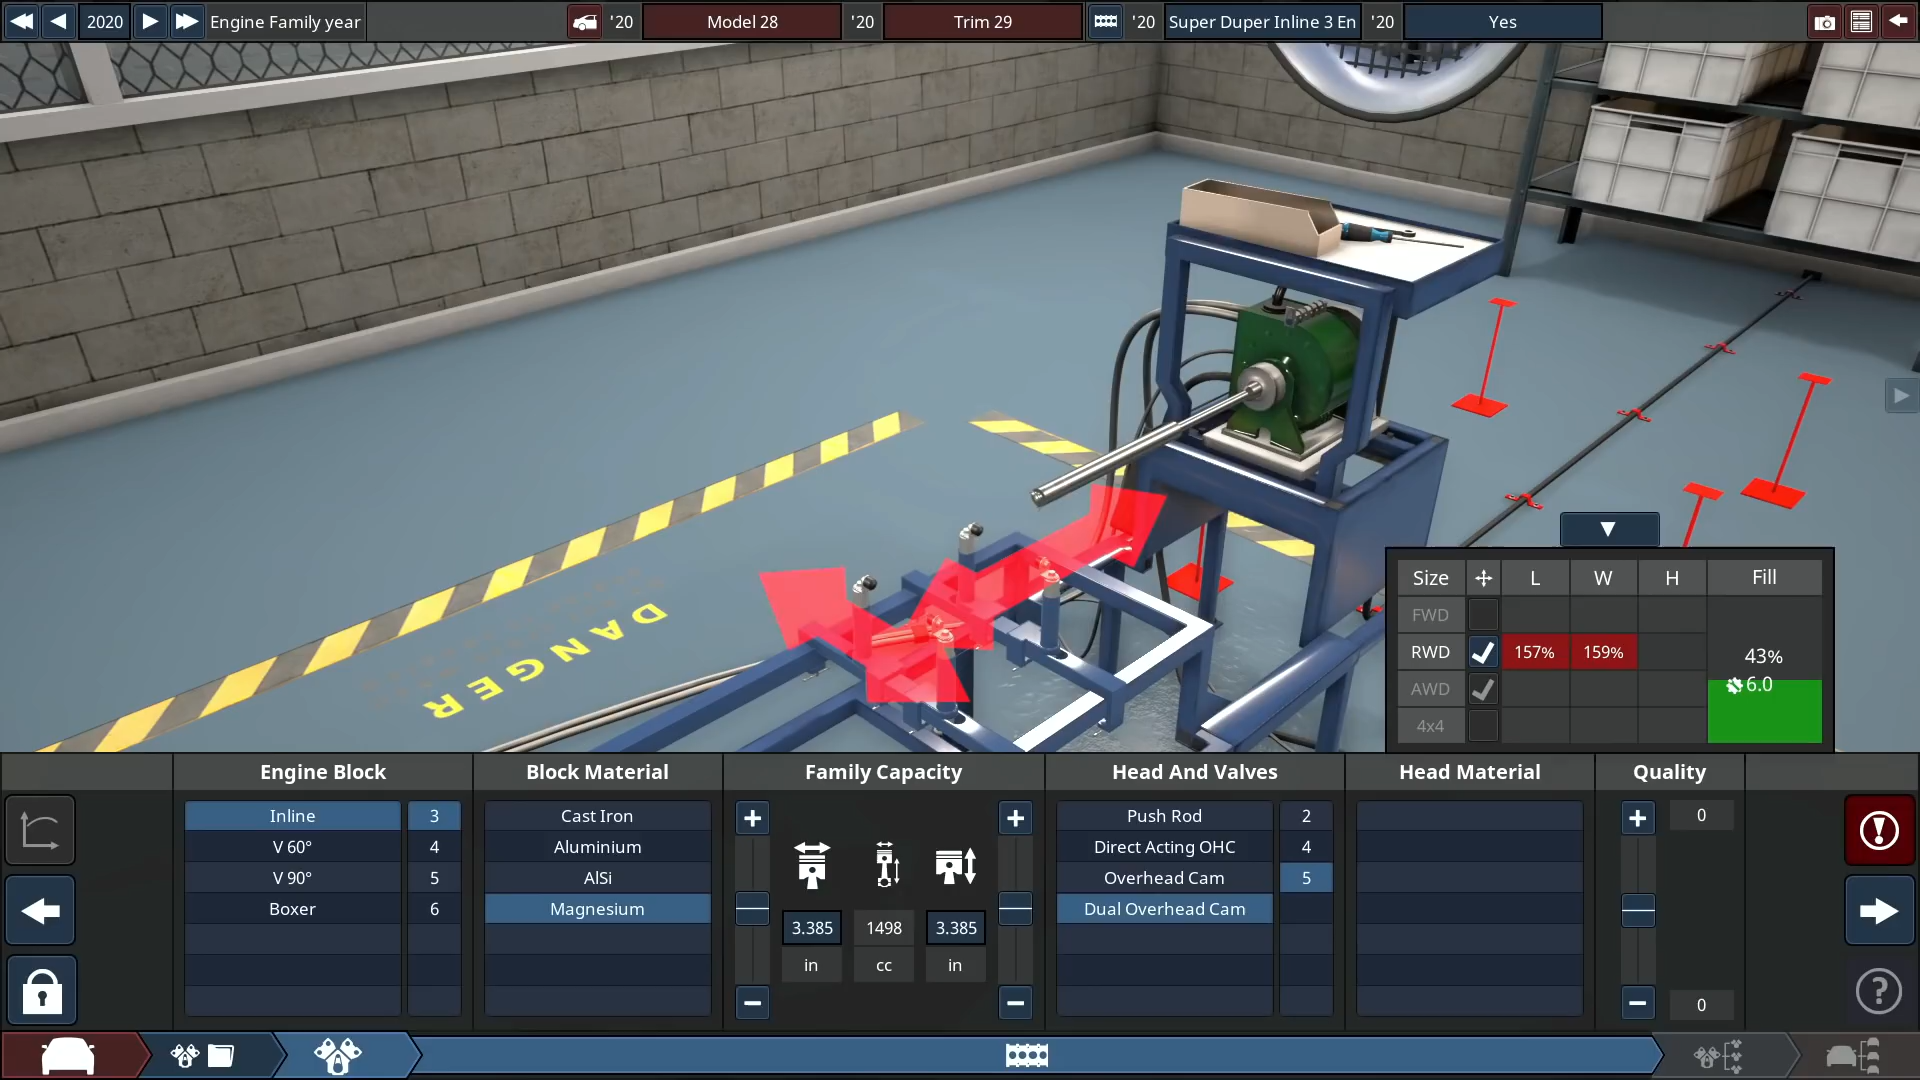 2020
Engine Family year
'20
Model 28
'20
Trim 29
'20
Super Duper Inline 3 En
'20
Yes
DANGER
Size
L
W
H
Fill
FWD
RWD
157%
159%
43%
AWD
6.0
4x4
Engine Block
Block Material
Family Capacity
Head And Valves
Head Material
Quality
Inline
3
V 60°
4
V 90°
5
Boxer
6
Cast Iron
Aluminium
AlSi
Magnesium
3.385
1498
3.385
in
cc
in
Push Rod
2
Direct Acting OHC
4
Overhead Cam
5
Dual Overhead Cam
0
0